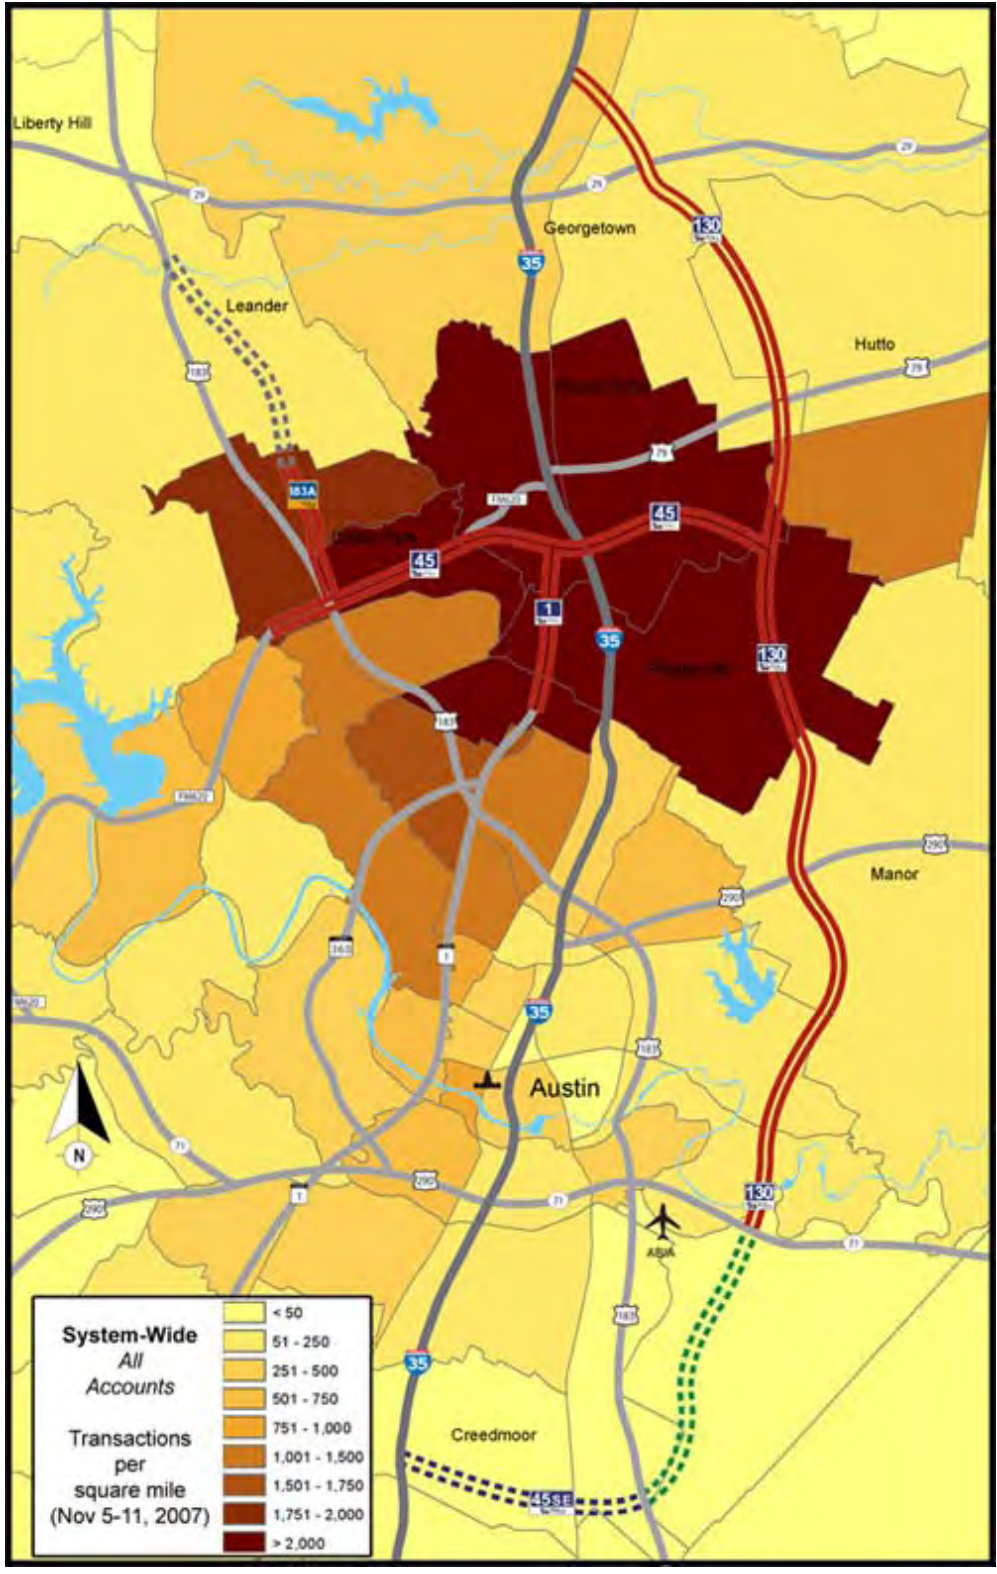 Liberty Hill
29
29
29
Georgetown
130
35
Leander
Hutto
183
79
79
183A
FM620
45
45
1
35
130
183
FM620
290
Manor
290
360
1
35
183
Austin
N
71
290
1
290
71
130
ABIA
71
183
35
Creedmoor
45SE
System-Wide
All
Accounts
Transactions
per
square mile
(Nov 5-11, 2007)
< 50
51 - 250
251 - 500
501 - 750
751 - 1,000
1,001 - 1,500
1,501 - 1,750
1,751 - 2,000
> 2,000